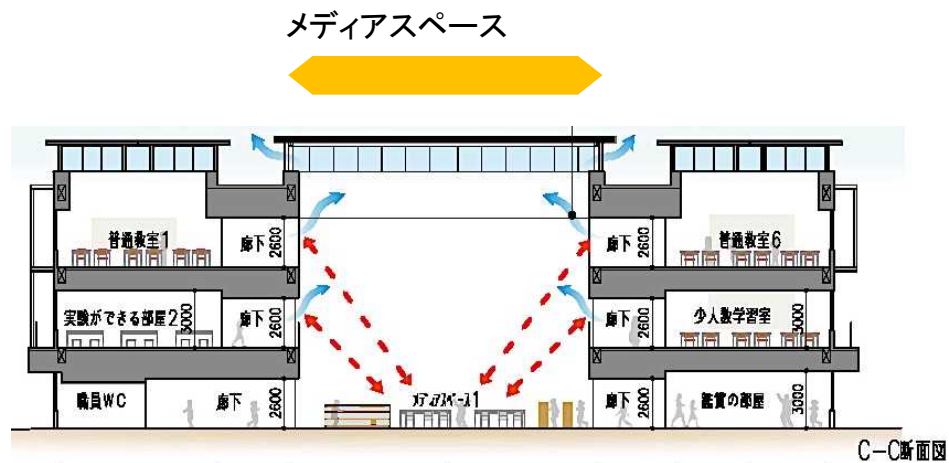 メディアスペース
普通教室1
廊下
2600
廊下
2600
普通教室6
実験ができる部屋2
3000
廊下
2600
廊下
2600
少人数学習室
3000
職員WC
廊下
2600
メディアスペース1
廊下
2600
鑑賞の部屋
3000
C-C断面図